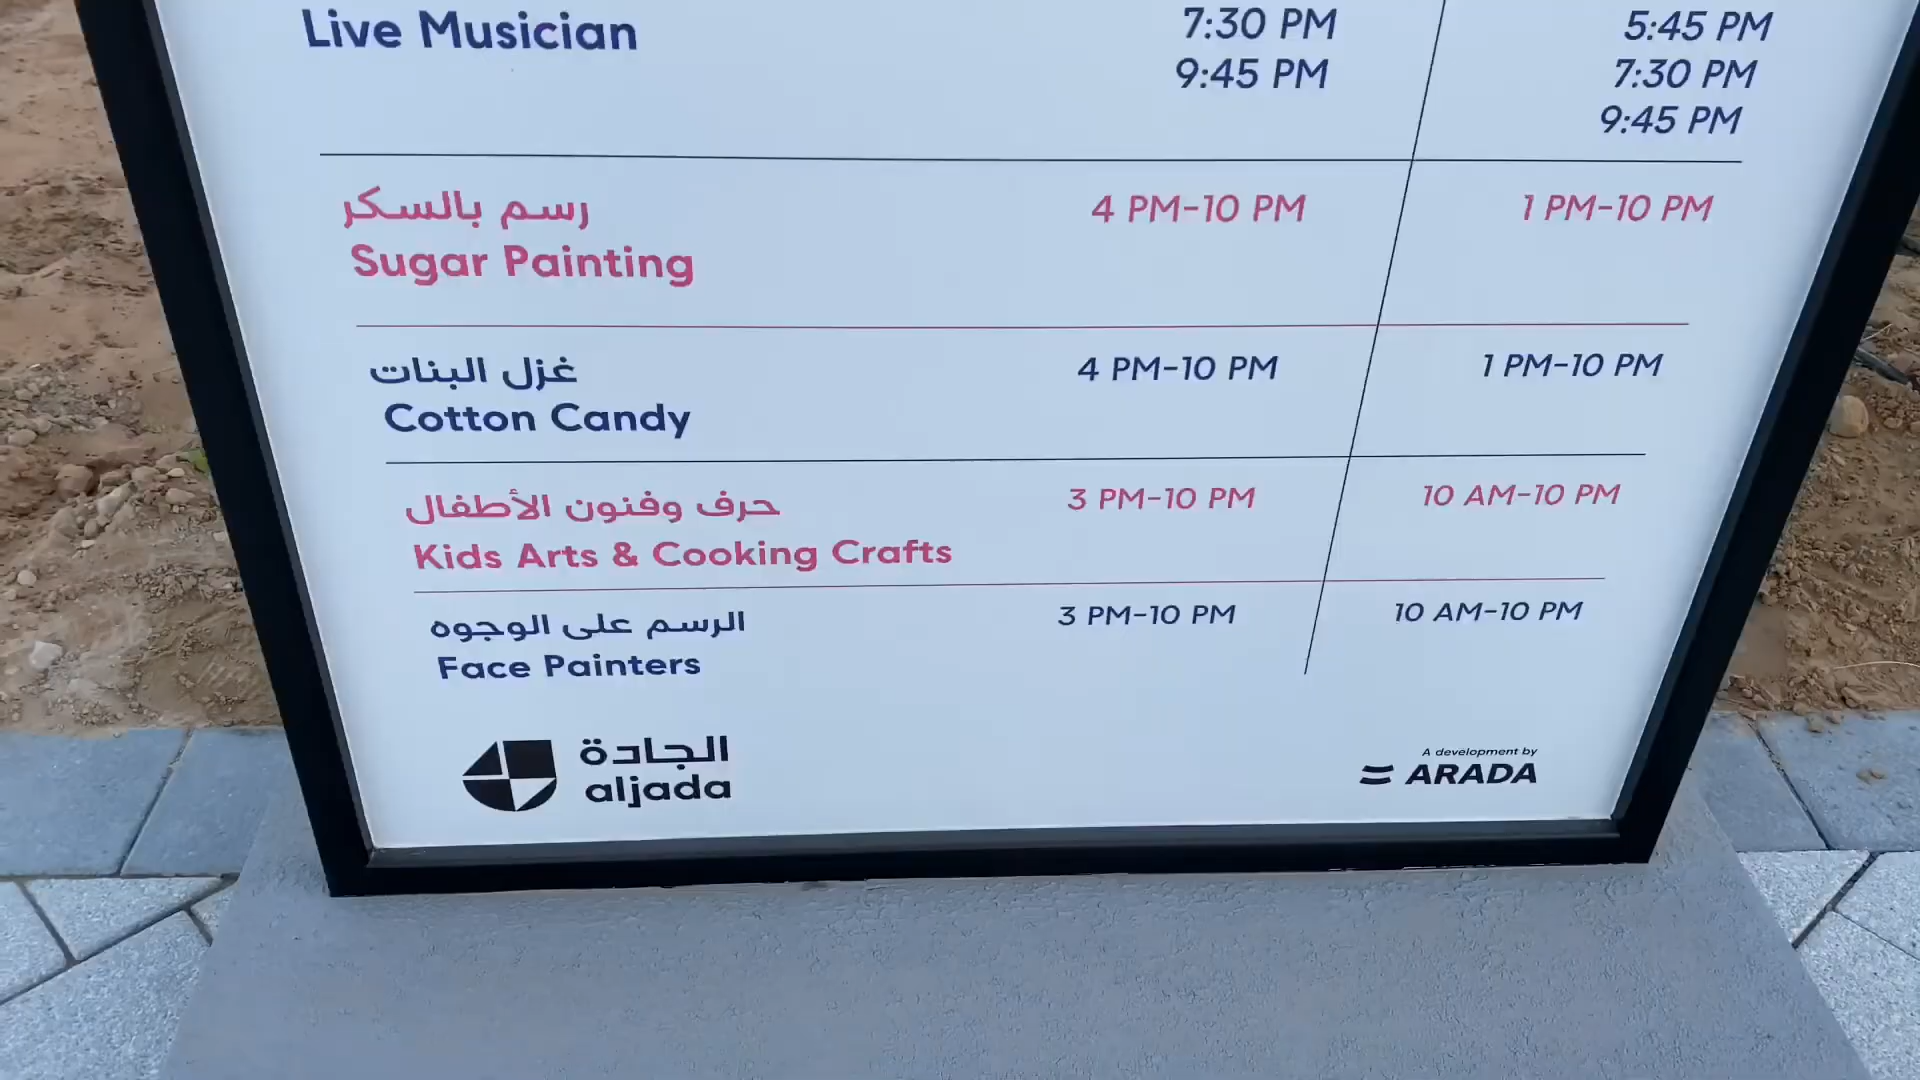 Live Musician
7:30 PM
9:45 PM
5:45 PM
7:30 PM
9:45 PM
رسم بالسكر
Sugar Painting
4 PM-10 PM
1 PM-10 PM
غزل البنات
Cotton Candy
4 PM-10 PM
1 PM-10 PM
حرف وفنون الأطفال
Kids Arts & Cooking Crafts
3 PM-10 PM
10 AM-10 PM
الرسم على الوجوه
Face Painters
3 PM-10 PM
10 AM-10 PM
الجادة
aljada
A development by
ARADA